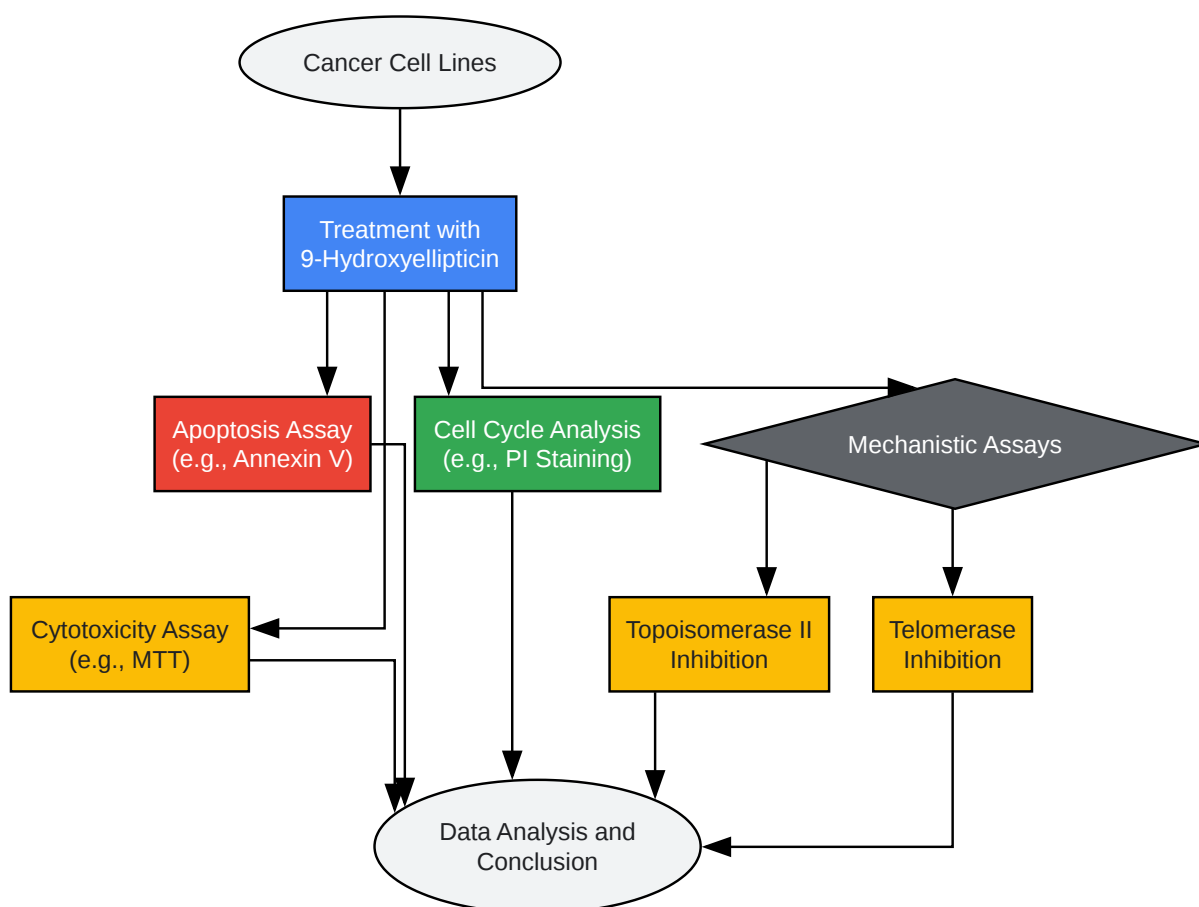 Cancer Cell Lines
Treatment with
9-Hydroxyellipticin
Apoptosis Assay
(e.g., Annexin V)
Cell Cycle Analysis
(e.g., PI Staining)
Mechanistic Assays
Cytotoxicity Assay
(e.g., MTT)
Topoisomerase II
Inhibition
Telomerase
Inhibition
Data Analysis and
Conclusion